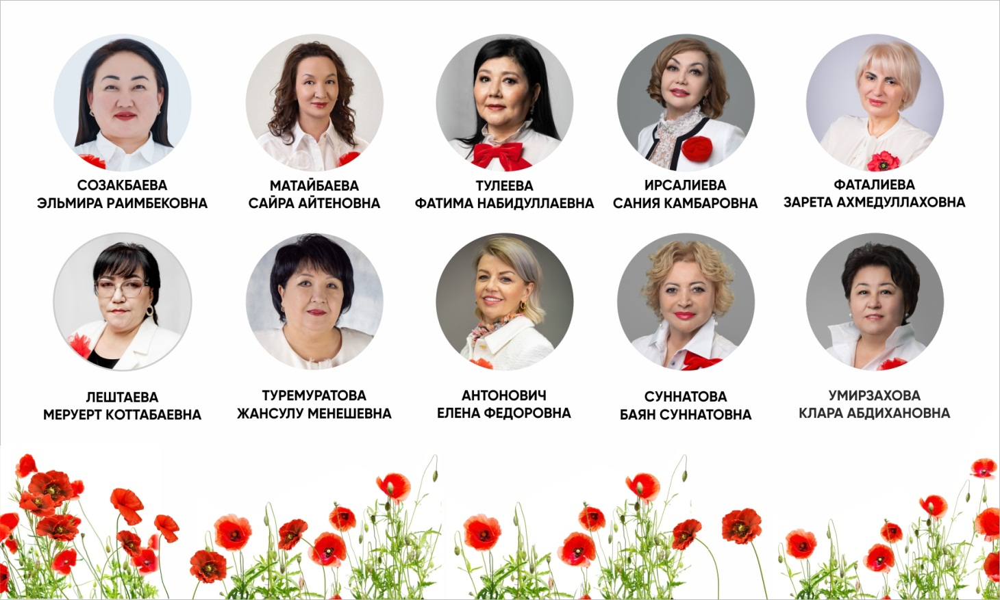 СОЗАКБАЕВА
ЭЛЬМИРА РАИМБЕКОВНА
МАТАЙБАЕВА
САЙРА АЙТЕНОВНА
ТУЛЕЕВА
ФАТИМА НАБИДУЛЛАЕВНА
ИРСАЛИЕВА
САНИЯ КАМБАРОВНА
ФАТАЛИЕВА
ЗАРЕТА АХМЕДУЛЛАХОВНА
ЛЕШТАЕВА
МЕРУЕРТ КОТТАБАЕВНА
ТУРЕМУРАТОВА
ЖАНСУЛУ МЕНЕШЕВНА
АНТОНОВИЧ
ЕЛЕНА ФЕДОРОВНА
СУННАТОВА
БАЯН СУННАТОВНА
УМИРЗАХОВА
КЛАРА АБДИХАНОВНА